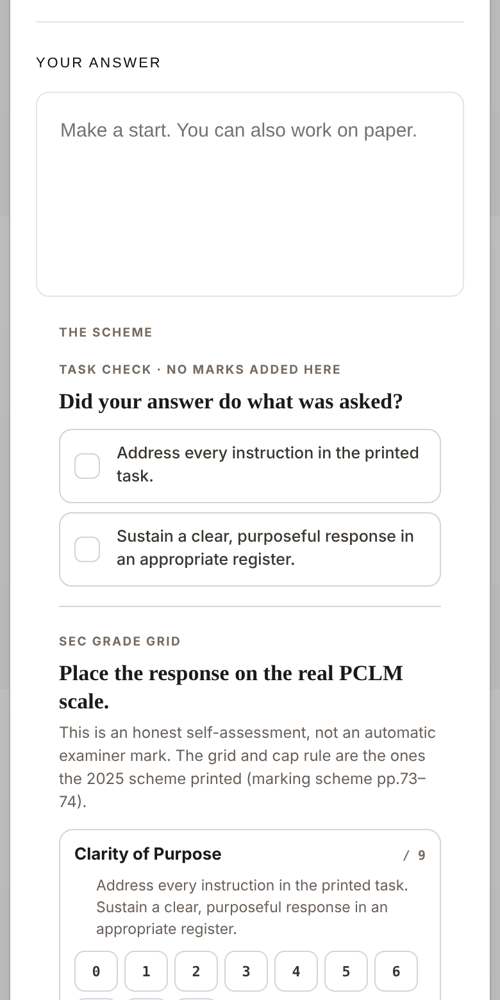 YOUR ANSWER
Make a start. You can also work on paper.
THE SCHEME
TASK CHECK · NO MARKS ADDED HERE
Did your answer do what was asked?
Address every instruction in the printed
task.
Sustain a clear, purposeful response in
an appropriate register.
SEC GRADE GRID
Place the response on the real PCLM
scale.
This is an honest self-assessment, not an automatic
examiner mark. The grid and cap rule are the ones
the 2025 scheme printed (marking scheme pp.73–
74).
Clarity of Purpose / 9
Address every instruction in the printed task.
Sustain a clear, purposeful response in an
appropriate register.
0 1 2 3 4 5 6